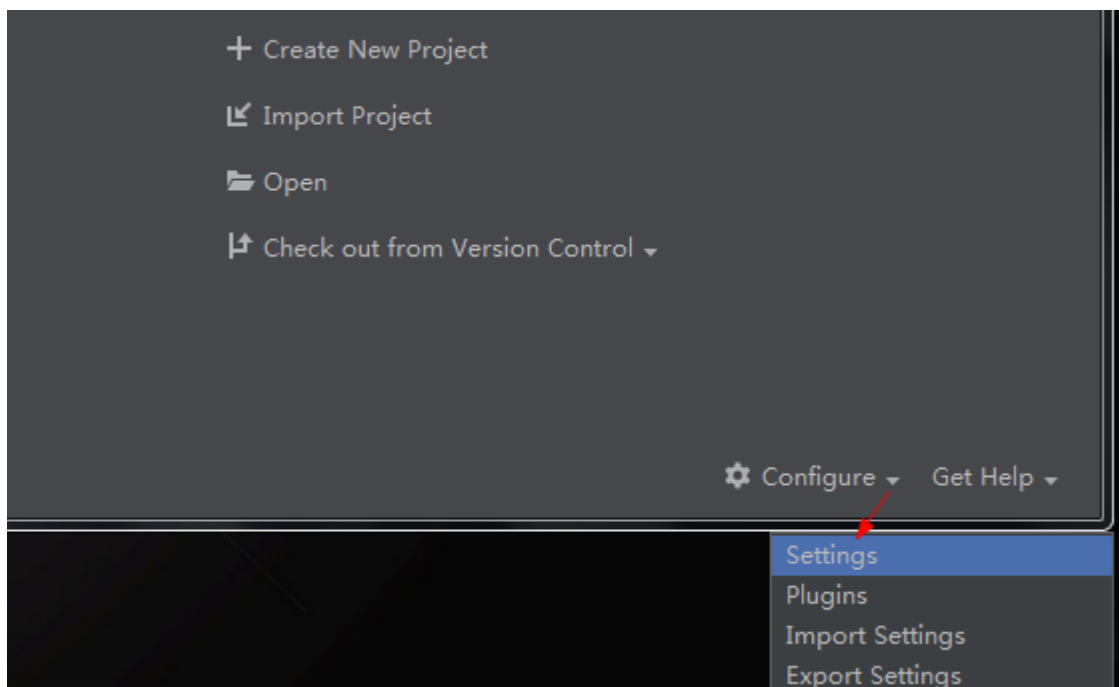 Create New Project
Import Project
Open
Check out from Version Control
Configure Get Help
Settings
Plugins
Import Settings
Export Settings